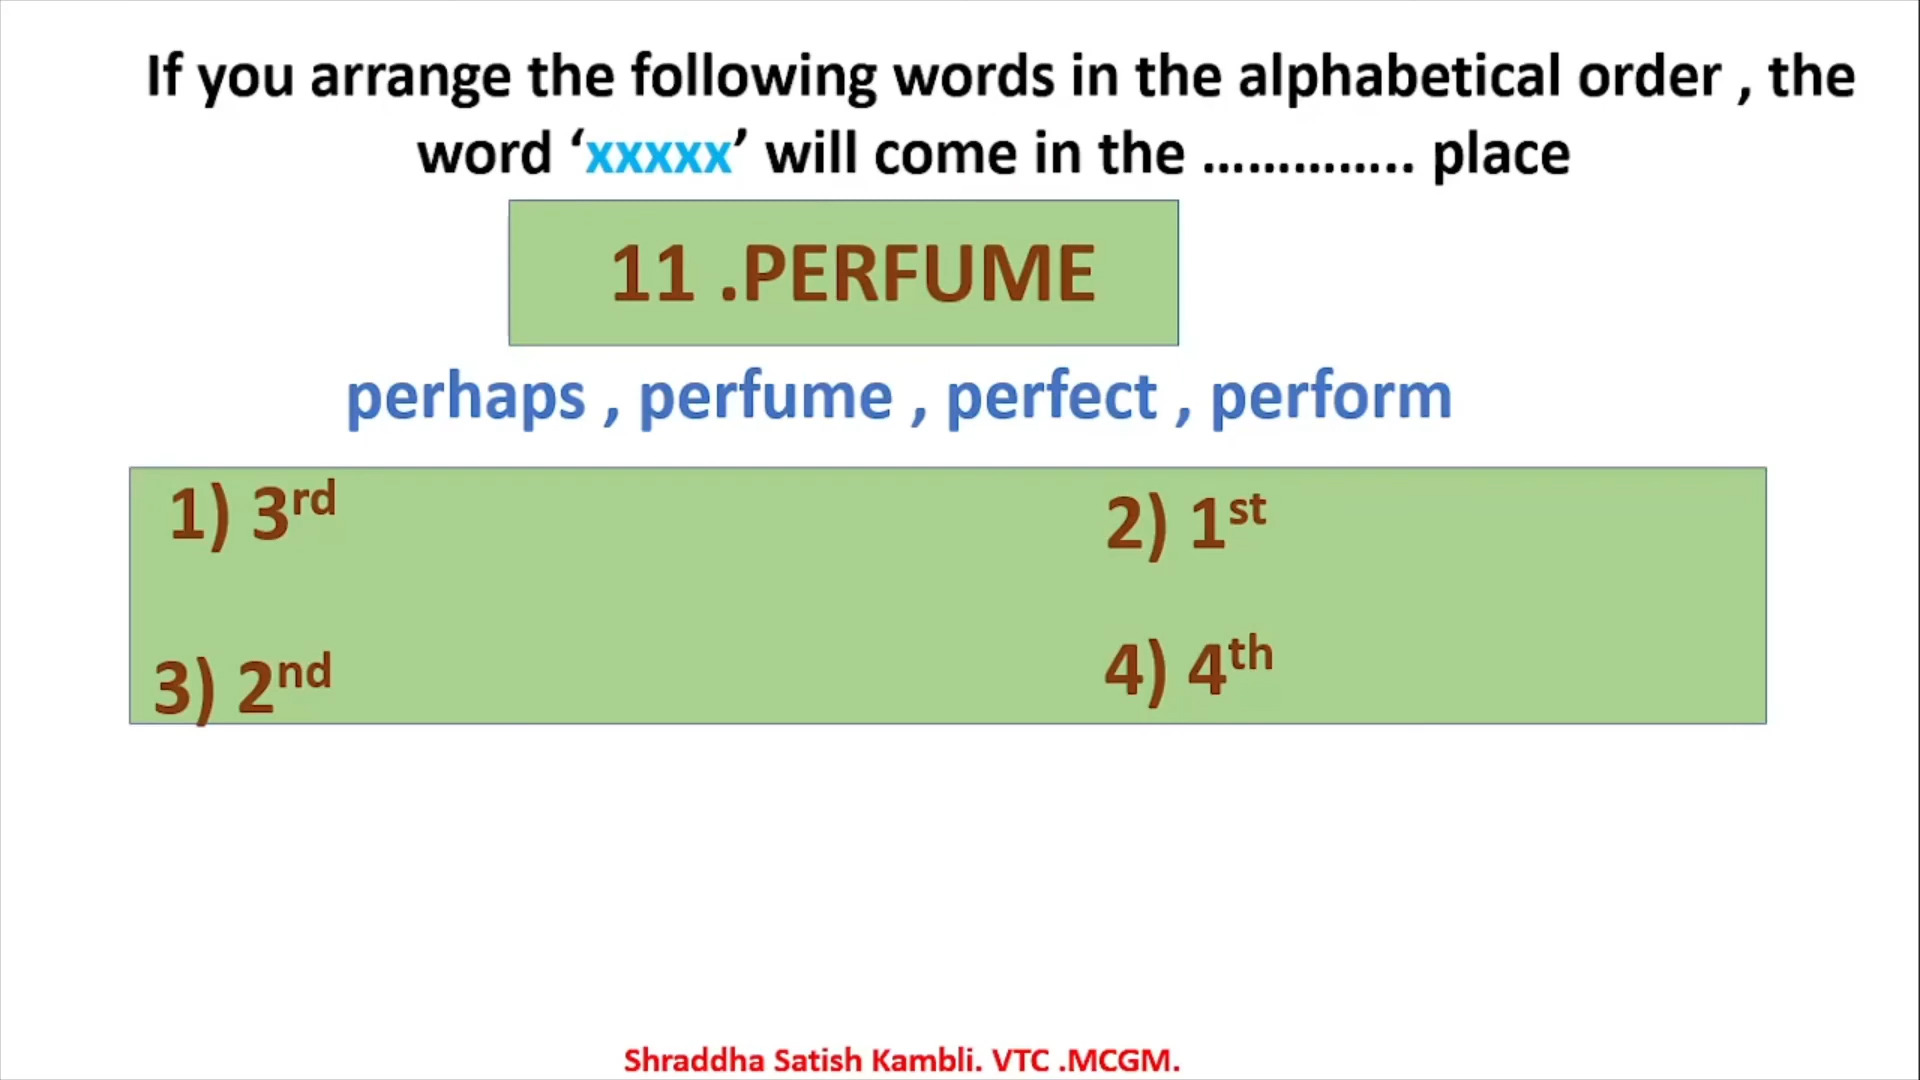 If you arrange the following words in the alphabetical order , the
word ‘xxxxx’ will come in the ………….. place
11 .PERFUME
perhaps , perfume , perfect , perform
1) 3rd
2) 1st
3) 2nd
4) 4th
Shraddha Satish Kambli. VTC .MCGM.